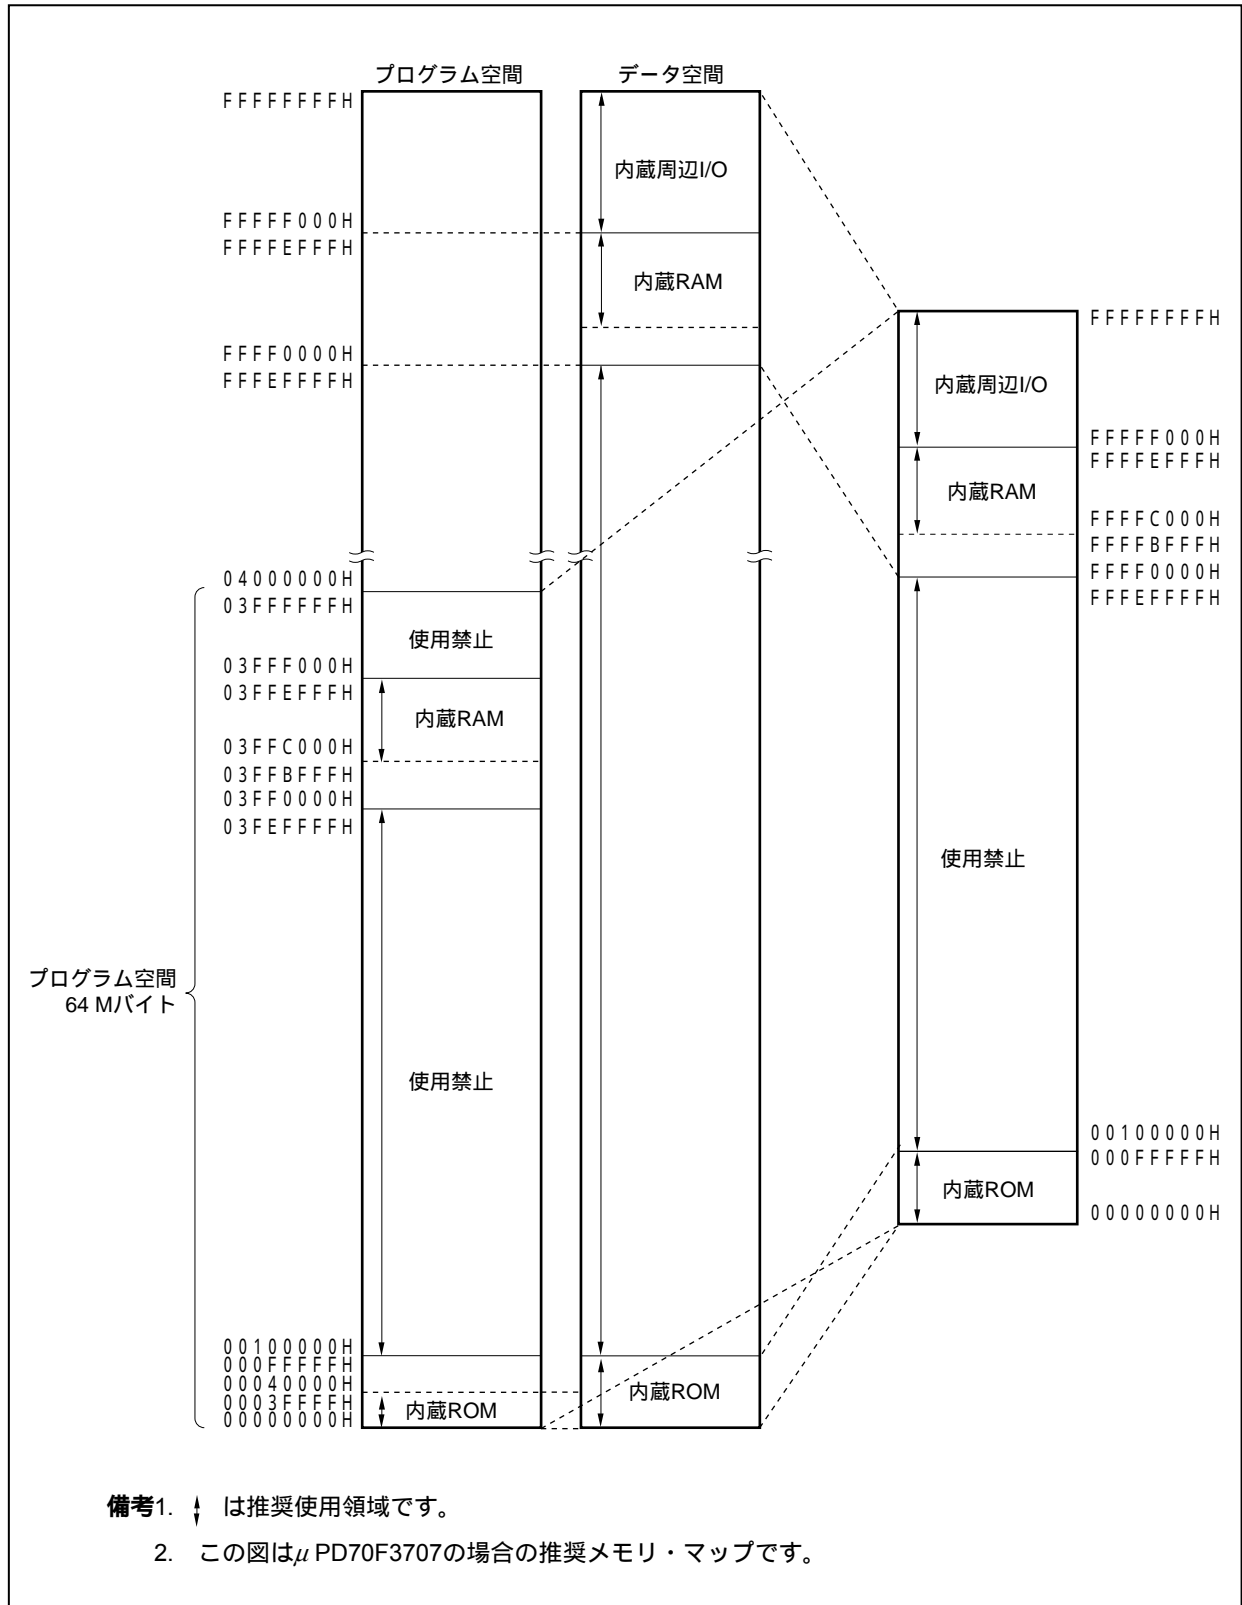 プログラム空間
データ空間
FFFFFFFFH
内蔵周辺I/O
FFFFF000H
FFFFEFFFH
内蔵RAM
FFFF0000H
FFFEFFFFH
04000000H
03FFFFFFH
使用禁止
03FFF000H
03FFEFFFH
内蔵RAM
03FFC000H
03FFBFFFH
03FF0000H
03FEFFFFH
プログラム空間
64 Mバイト
使用禁止
00100000H
000FFFFFH
00040000H
0003FFFFH
00000000H
内蔵ROM
内蔵ROM
FFFFFFFFH
内蔵周辺I/O
FFFFF000H
FFFFEFFFH
内蔵RAM
FFFFC000H
FFFFBFFFH
FFFF0000H
FFFEFFFFH
使用禁止
00100000H
000FFFFFH
内蔵ROM
00000000H
備考1. は推奨使用領域です。
2. この図はμPD70F3707の場合の推奨メモリ・マップです。